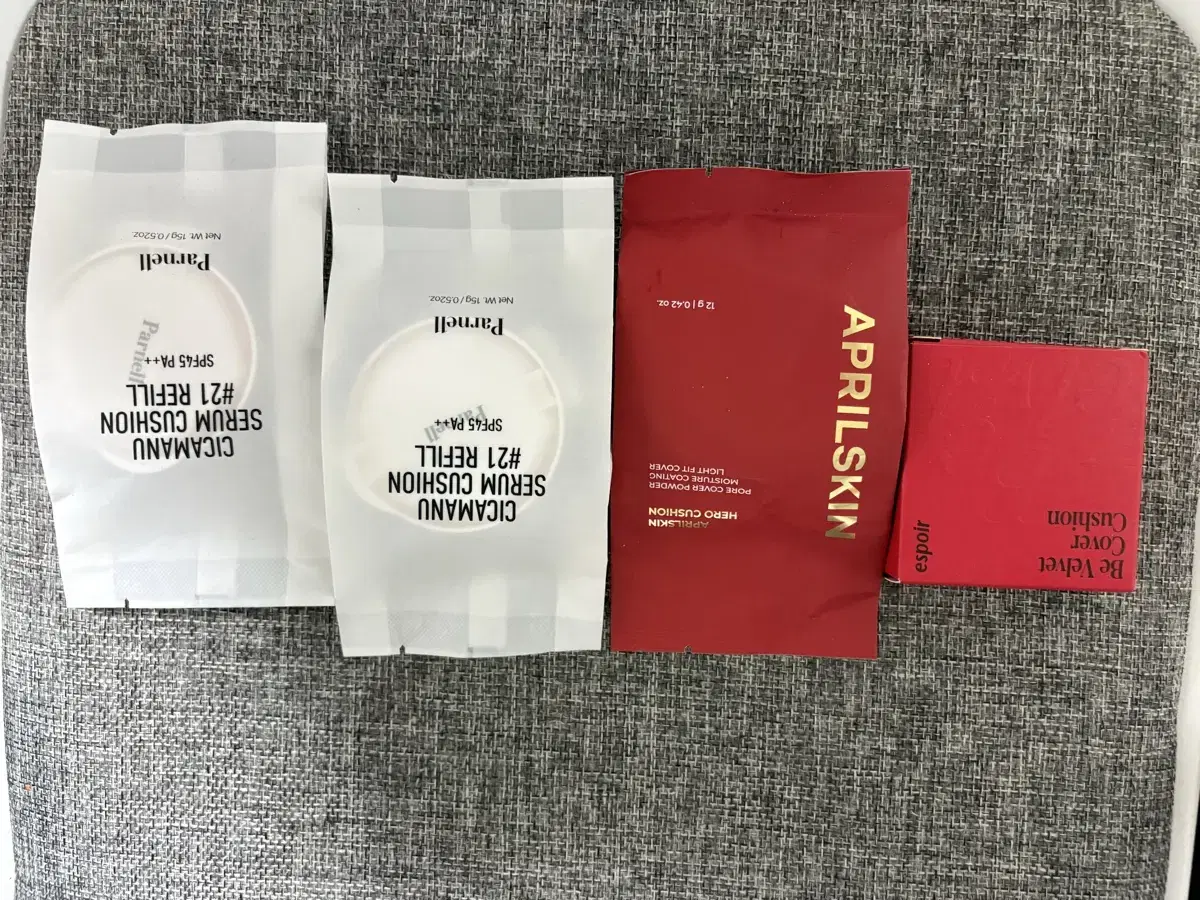 CICAMANU
SERUM CUSHION
#21 REFILL
SPF45 PA++
Parnell
Parnell
Net Wt. 15g / 0.52oz.
CICAMANU
SERUM CUSHION
#21 REFILL
SPF45 PA++
Parnell
Parnell
Net Wt. 15g / 0.52oz.
APRILSKIN
APRILSKIN
HERO CUSHION
PORE COVER POWDER
MOISTURE COATING
LIGHT FIT COVER
12 g | 0.42 oz.
Be Velvet
Cover
Cushion
espoir